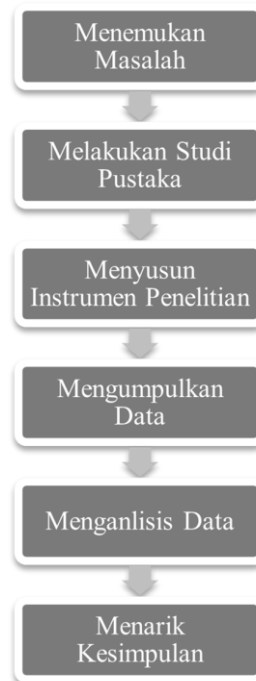 Menemukan
Masalah
Melakukan Studi
Pustaka
Menyusun
Instrumen Penelitian
Mengumpulkan
Data
Menganlisis Data
Menarik
Kesimpulan